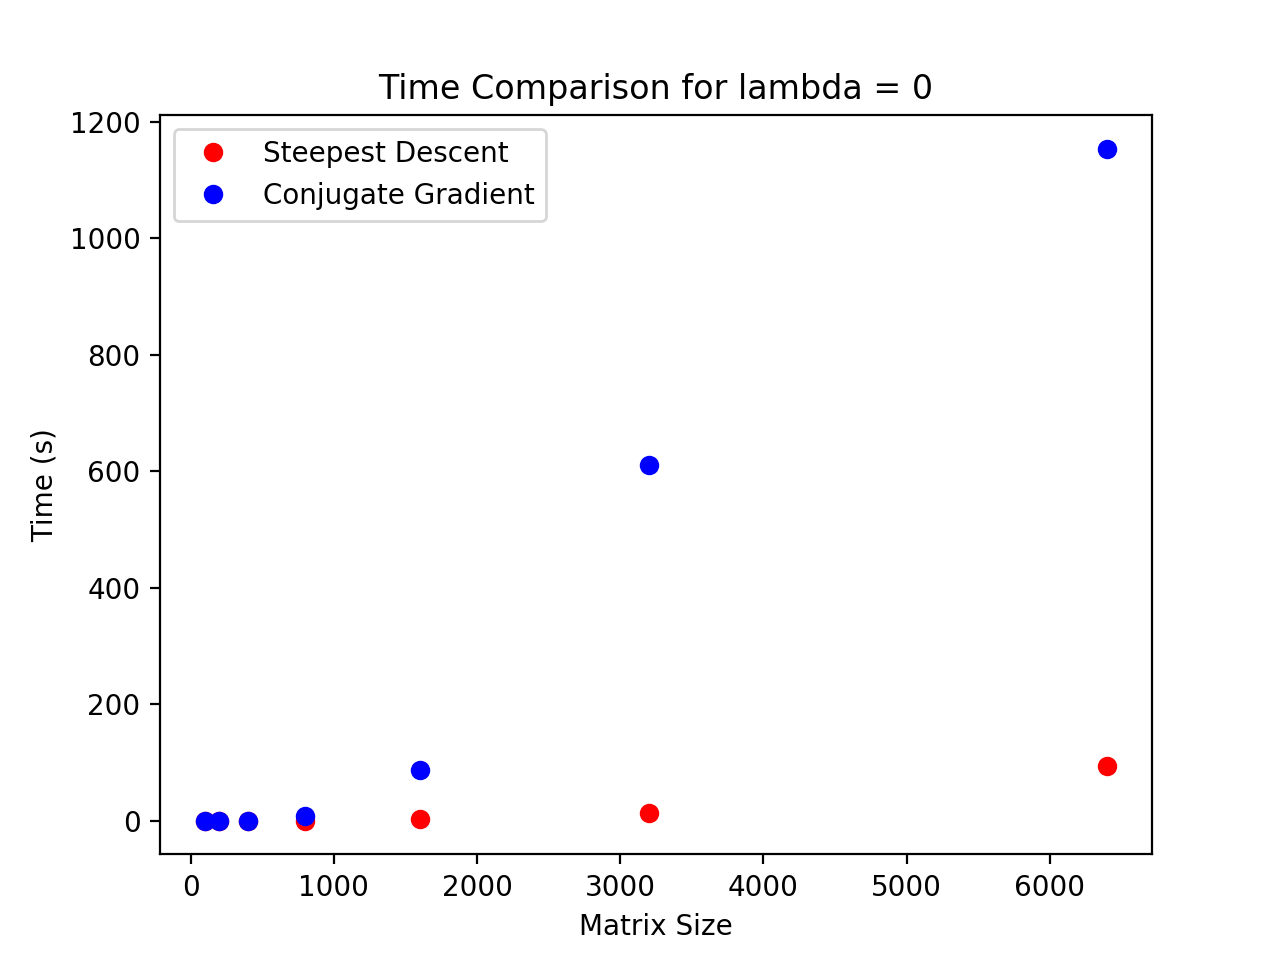 Time Comparison for lambda = 0
Steepest Descent
Conjugate Gradient
Time (s)
1200
1000
800
600
400
200
0
0 1000 2000 3000 4000 5000 6000
Matrix Size